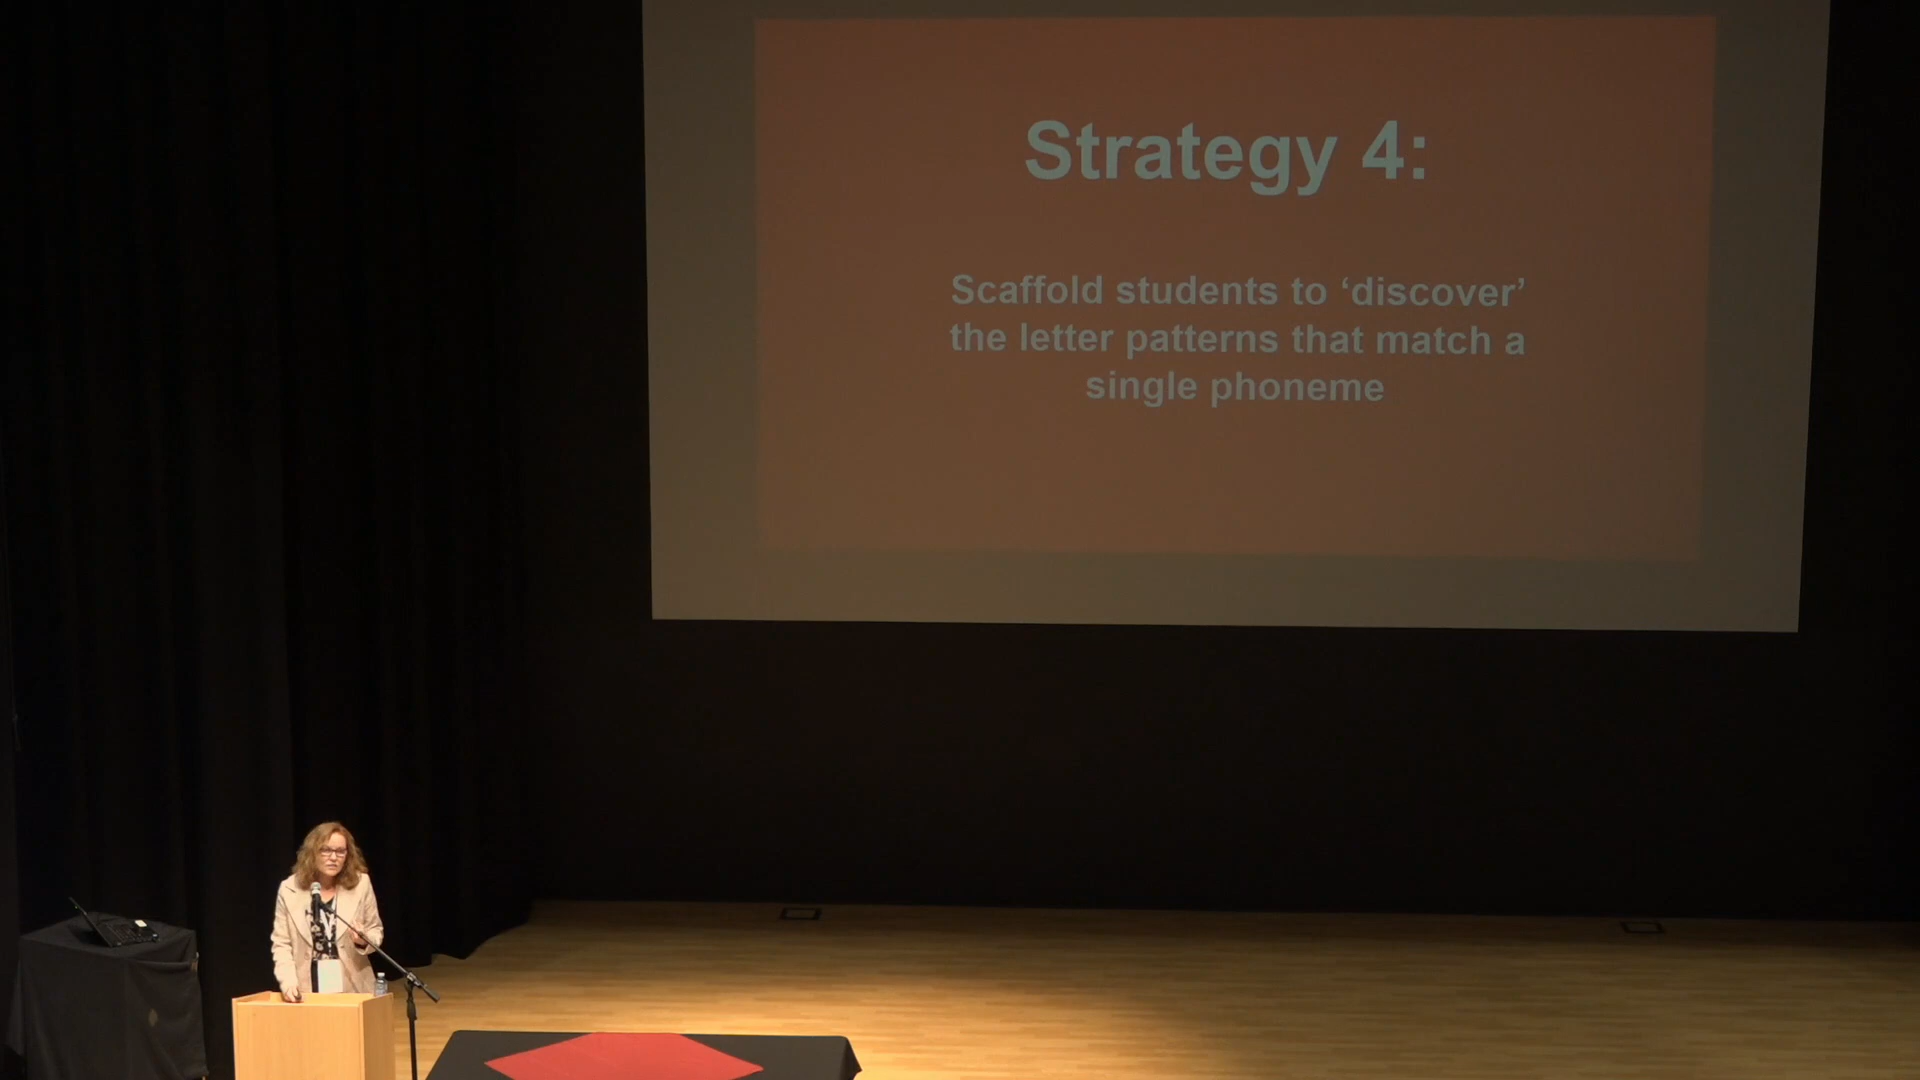 Strategy 4:
Scaffold students to ‘discover’
the letter patterns that match a
single phoneme